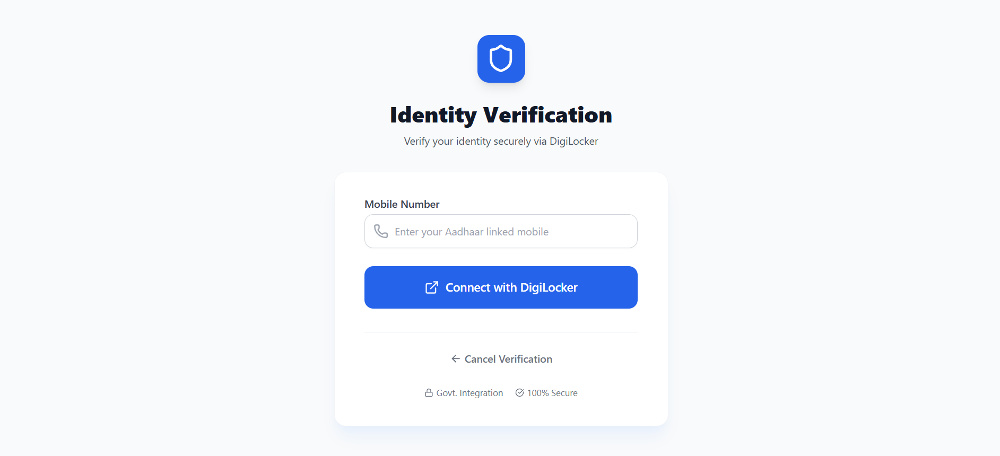 Identity Verification
Verify your identity securely via DigiLocker
Mobile Number
Enter your Aadhaar linked mobile
Connect with DigiLocker
Cancel Verification
Govt. Integration 100% Secure